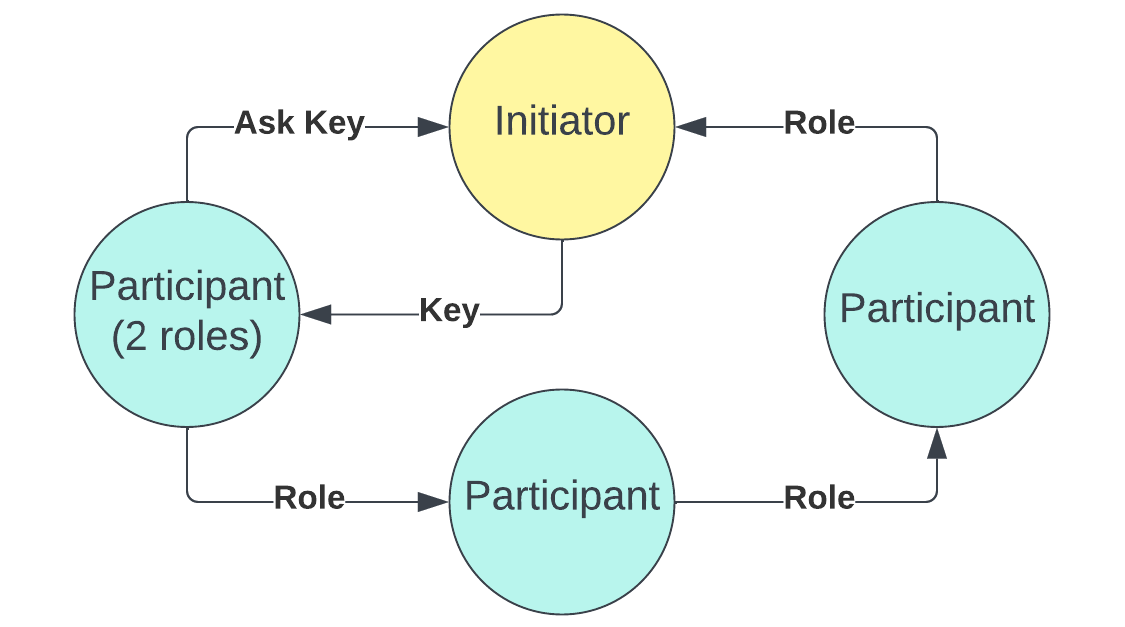 Ask Key
Initiator
Role
Participant
(2 roles)
Key
Participant
Role
Participant
Role